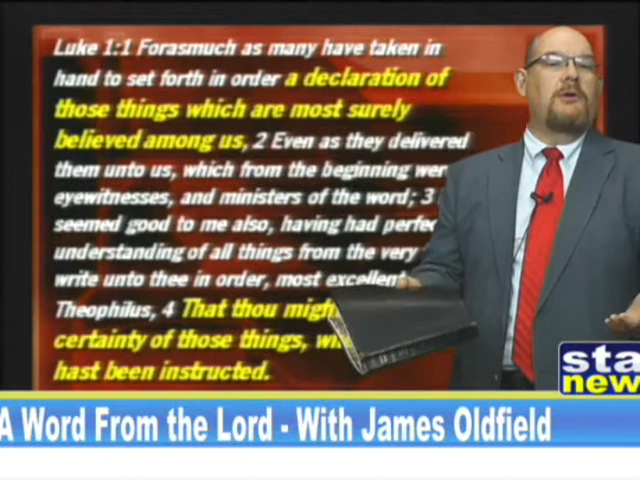 Luke 1:1 Forasmuch as many have taken in
hand to set forth in order a declaration of
those things which are most surely
believed among us, 2 Even as they delivered
them unto us, which from the beginning wer
eyewitnesses, and ministers of the word; 3
seemed good to me also, having had perfe
understanding of all things from the very
write unto thee in order, most excellent
Theophilus, 4 That thou migh
certainty of those things, w
hast been instructed.
sta
new
A Word From the Lord - With James Oldfield